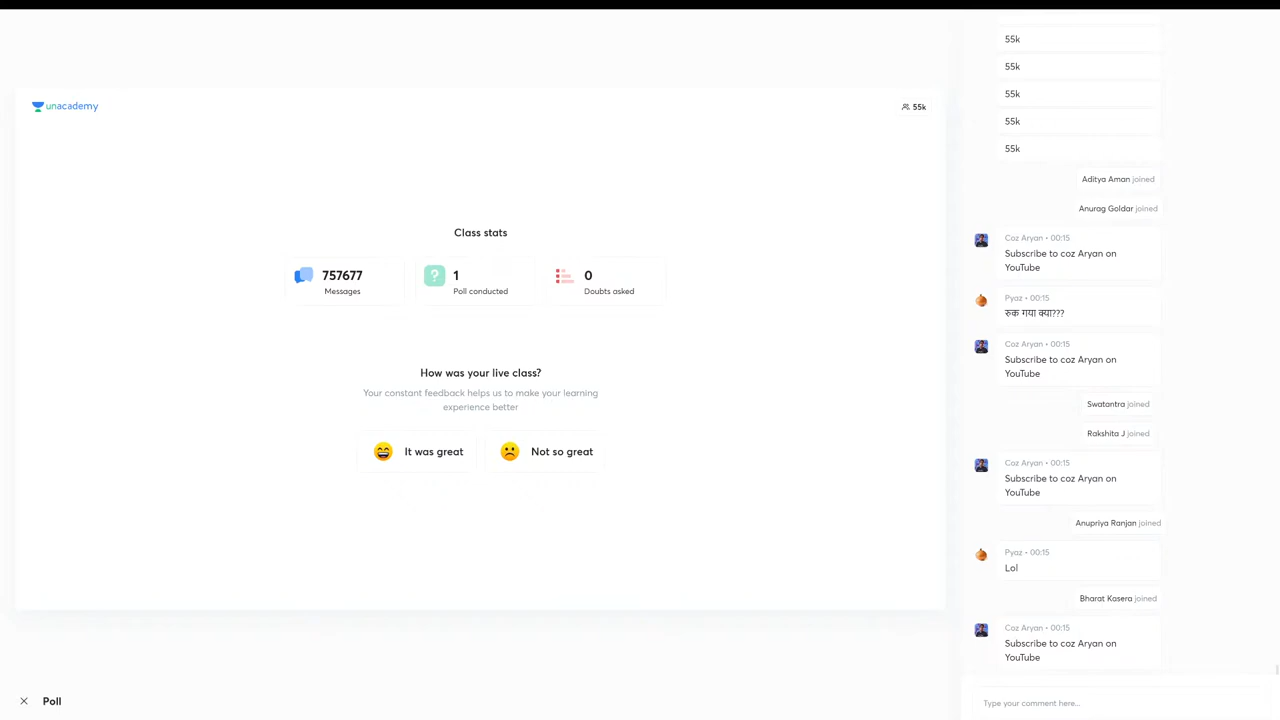 unacademy
55k
Class stats
757677
Messages
1
Poll conducted
0
Doubts asked
How was your live class?
Your constant feedback helps us to make your learning
experience better
It was great
Not so great
Poll
55k
55k
55k
55k
55k
Aditya Aman joined
Anurag Goldar joined
Coz Aryan • 00:15
Subscribe to coz Aryan on
YouTube
Pyaz • 00:15
रुक गया क्या???
Coz Aryan • 00:15
Subscribe to coz Aryan on
YouTube
Swatantra joined
Rakshita J joined
Coz Aryan • 00:15
Subscribe to coz Aryan on
YouTube
Anupriya Ranjan joined
Pyaz • 00:15
Lol
Bharat Kasera joined
Coz Aryan • 00:15
Subscribe to coz Aryan on
YouTube
Type your comment here...